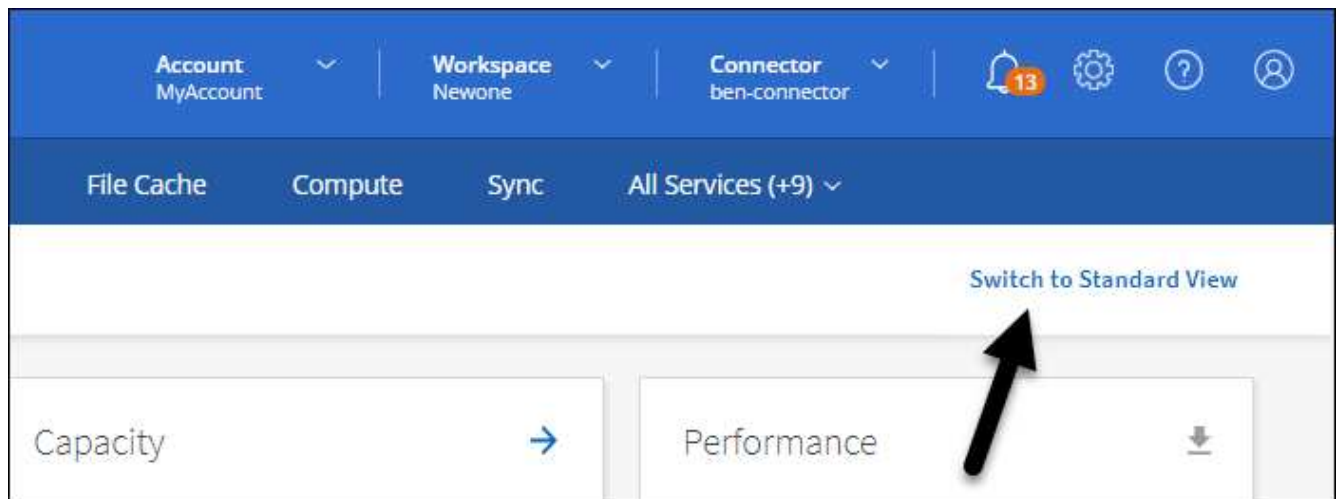 Account
MyAccount
Workspace
Newone
Connector
ben-connector
13
?
File Cache Compute Sync All Services (+9)
Switch to Standard View
Capacity
Performance